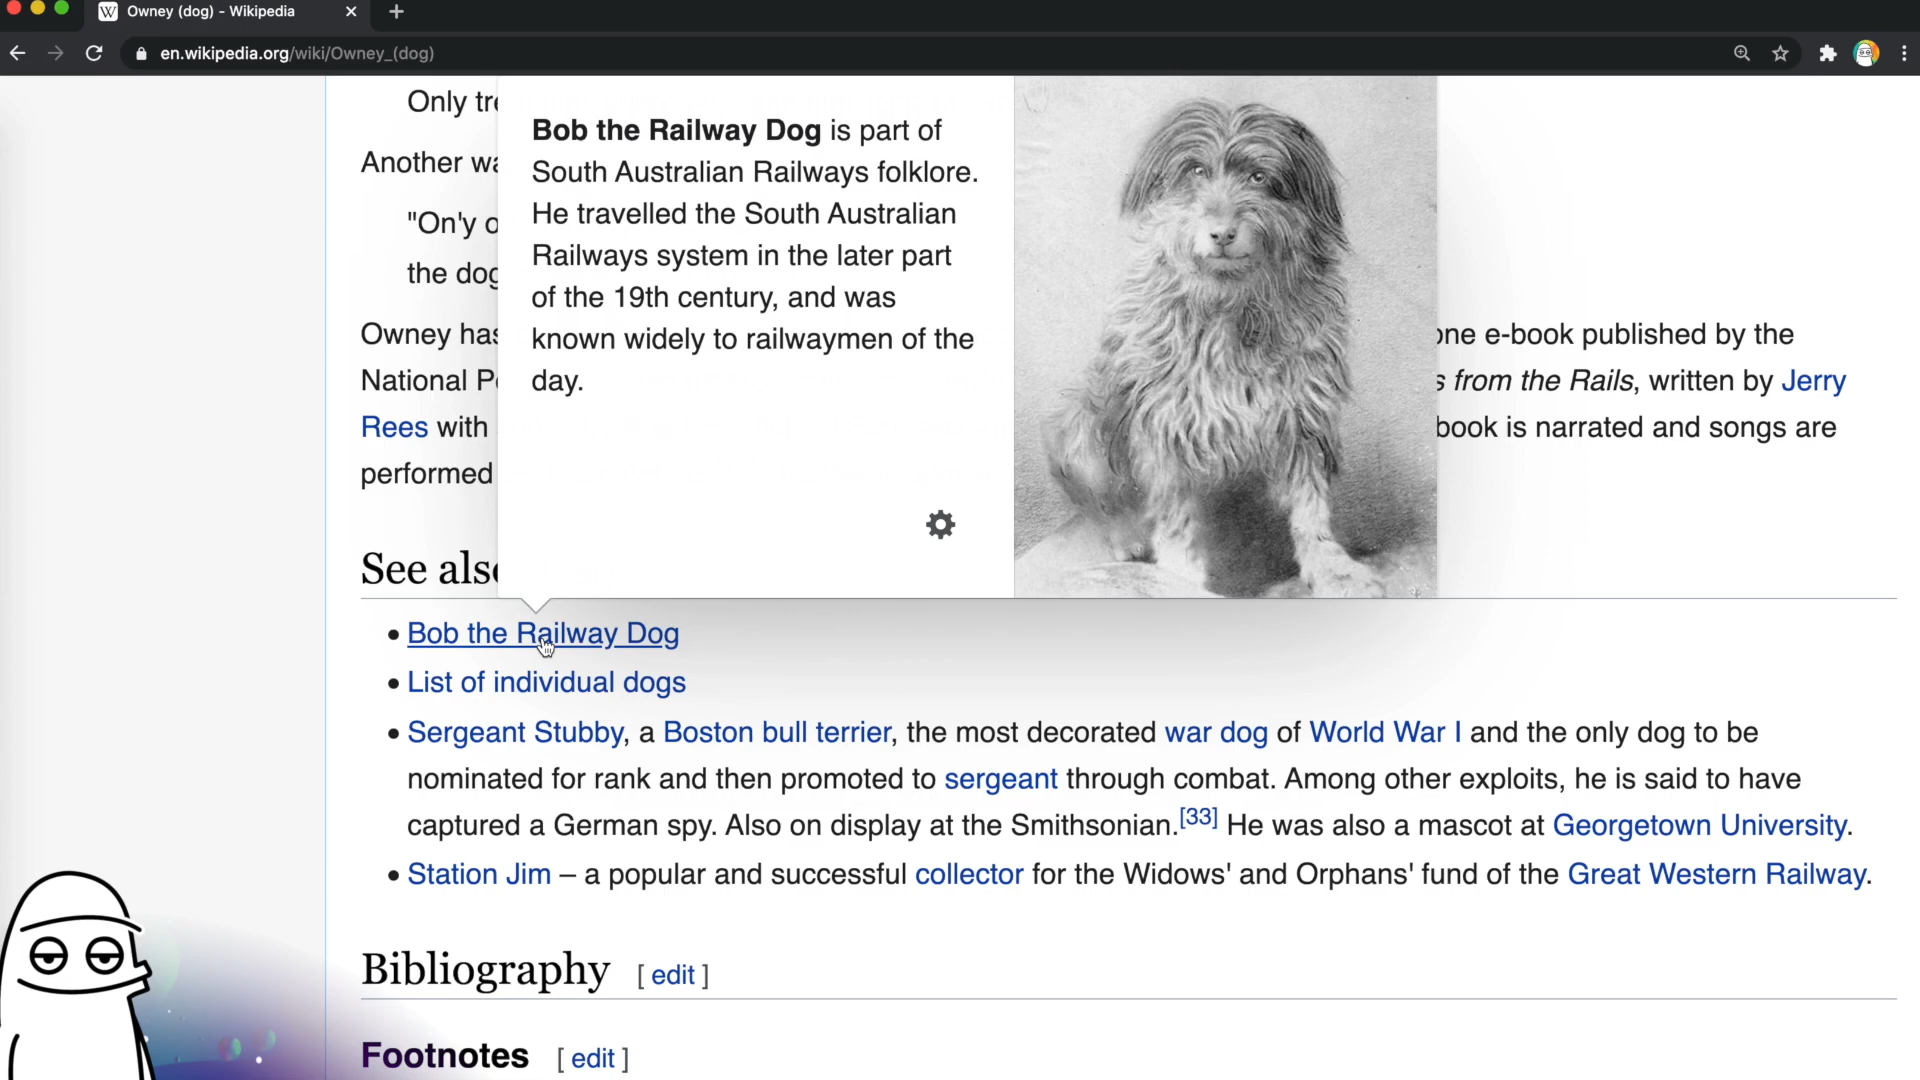 Owney (dog) - Wikipedia
en.wikipedia.org/wiki/Owney_(dog)
Only tre
Another wa
"On'y o
the dog
Owney has
National P
Rees with
performed
Bob the Railway Dog is part of
South Australian Railways folklore.
He travelled the South Australian
Railways system in the later part
of the 19th century, and was
known widely to railwaymen of the
day.
one e-book published by the
s from the Rails, written by Jerry
book is narrated and songs are
See also
• Bob the Railway Dog
• List of individual dogs
• Sergeant Stubby, a Boston bull terrier, the most decorated war dog of World War I and the only dog to be
nominated for rank and then promoted to sergeant through combat. Among other exploits, he is said to have
captured a German spy. Also on display at the Smithsonian.[33] He was also a mascot at Georgetown University.
• Station Jim – a popular and successful collector for the Widows' and Orphans' fund of the Great Western Railway.
Bibliography [ edit ]
Footnotes [ edit ]